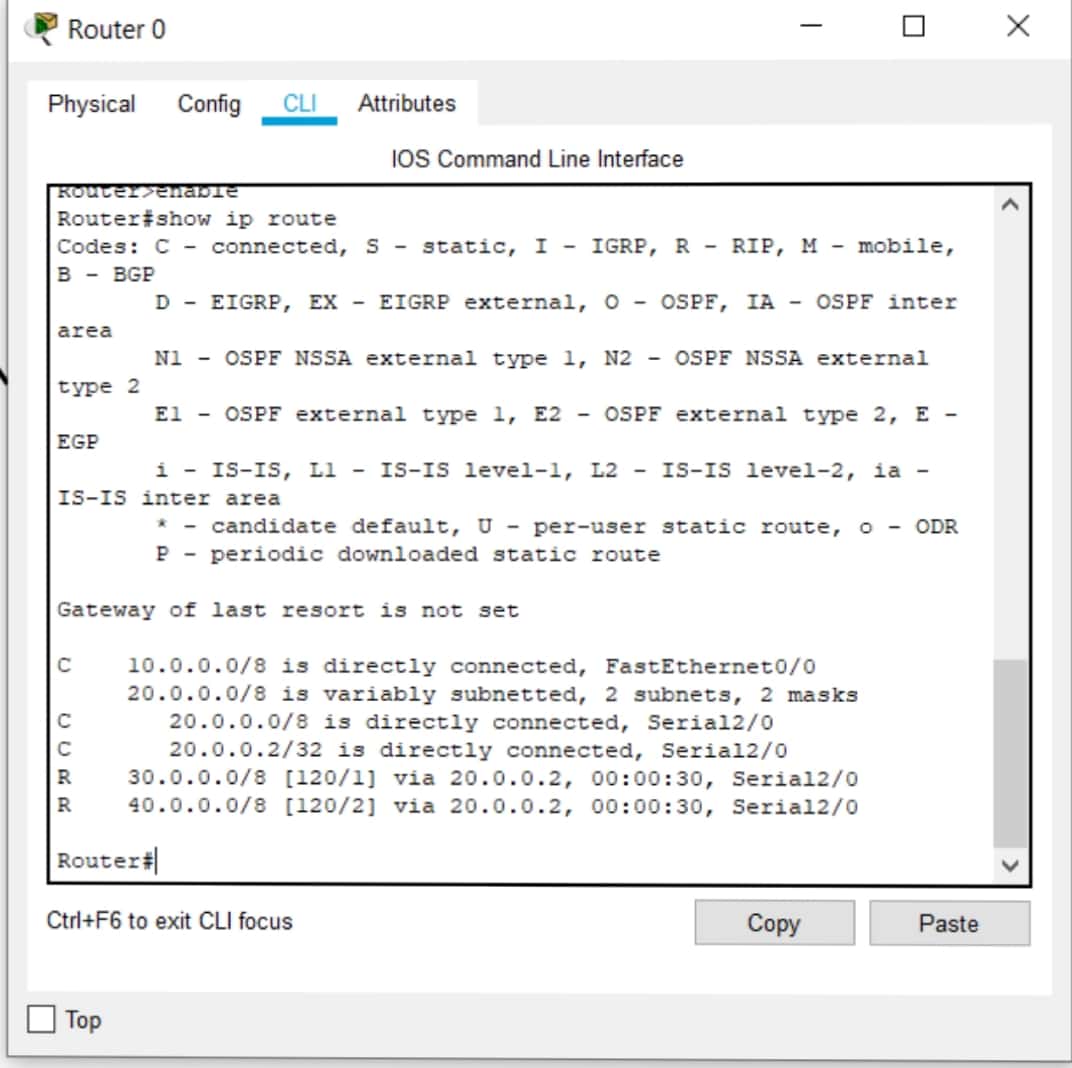 Router 0
Physical Config CLI Attributes
IOS Command Line Interface
Router>enable
Router#show ip route
Codes: C - connected, S - static, I - IGRP, R - RIP, M - mobile,
B - BGP
       D - EIGRP, EX - EIGRP external, O - OSPF, IA - OSPF inter
area
       N1 - OSPF NSSA external type 1, N2 - OSPF NSSA external
type 2
       E1 - OSPF external type 1, E2 - OSPF external type 2, E -
EGP
       i - IS-IS, L1 - IS-IS level-1, L2 - IS-IS level-2, ia -
IS-IS inter area
       * - candidate default, U - per-user static route, o - ODR
       P - periodic downloaded static route
Gateway of last resort is not set
C    10.0.0.0/8 is directly connected, FastEthernet0/0
     20.0.0.0/8 is variably subnetted, 2 subnets, 2 masks
C       20.0.0.0/8 is directly connected, Serial2/0
C       20.0.0.2/32 is directly connected, Serial2/0
R    30.0.0.0/8 [120/1] via 20.0.0.2, 00:00:30, Serial2/0
R    40.0.0.0/8 [120/2] via 20.0.0.2, 00:00:30, Serial2/0
Router#
Ctrl+F6 to exit CLI focus
Copy Paste
Top